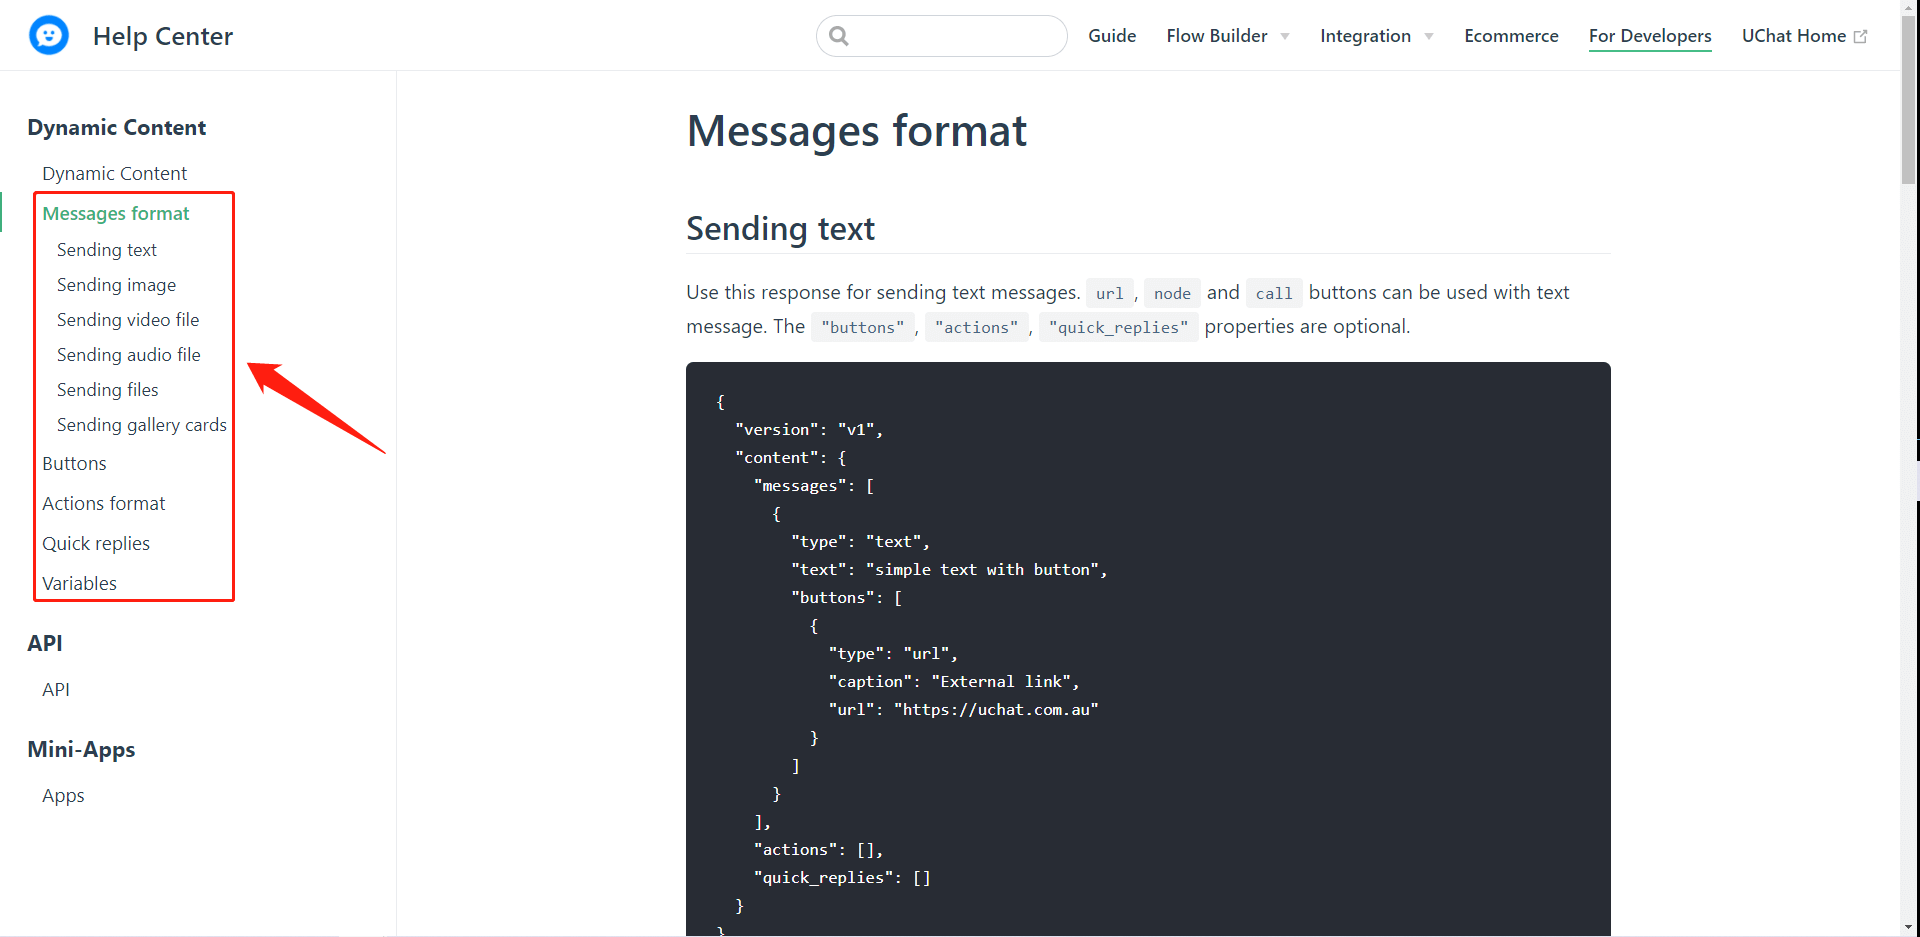 Help Center
Guide
Flow Builder
Integration
Ecommerce
For Developers
UChat Home
Dynamic Content
Dynamic Content
Messages format
Sending text
Sending image
Sending video file
Sending audio file
Sending files
Sending gallery cards
Buttons
Actions format
Quick replies
Variables
API
API
Mini-Apps
Apps
Messages format
Sending text
Use this response for sending text messages. url , node and call buttons can be used with text
message. The "buttons" , "actions" , "quick_replies" properties are optional.
{
  "version": "v1",
  "content": {
    "messages": [
      {
        "type": "text",
        "text": "simple text with button",
        "buttons": [
          {
            "type": "url",
            "caption": "External link",
            "url": "https://uchat.com.au"
          }
        ]
      }
    ],
    "actions": [],
    "quick_replies": []
  }
}